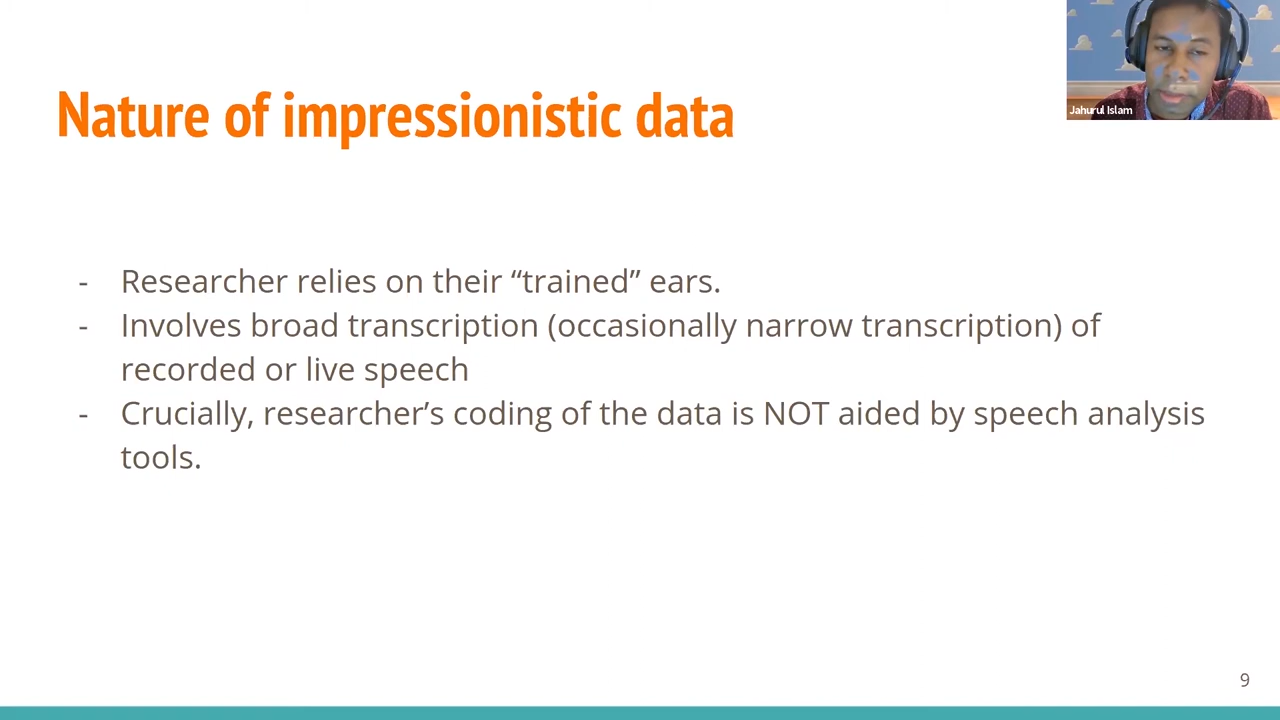 Nature of impressionistic data
Jahurul Islam
- Researcher relies on their “trained” ears.
- Involves broad transcription (occasionally narrow transcription) of
recorded or live speech
- Crucially, researcher’s coding of the data is NOT aided by speech analysis
tools.
9